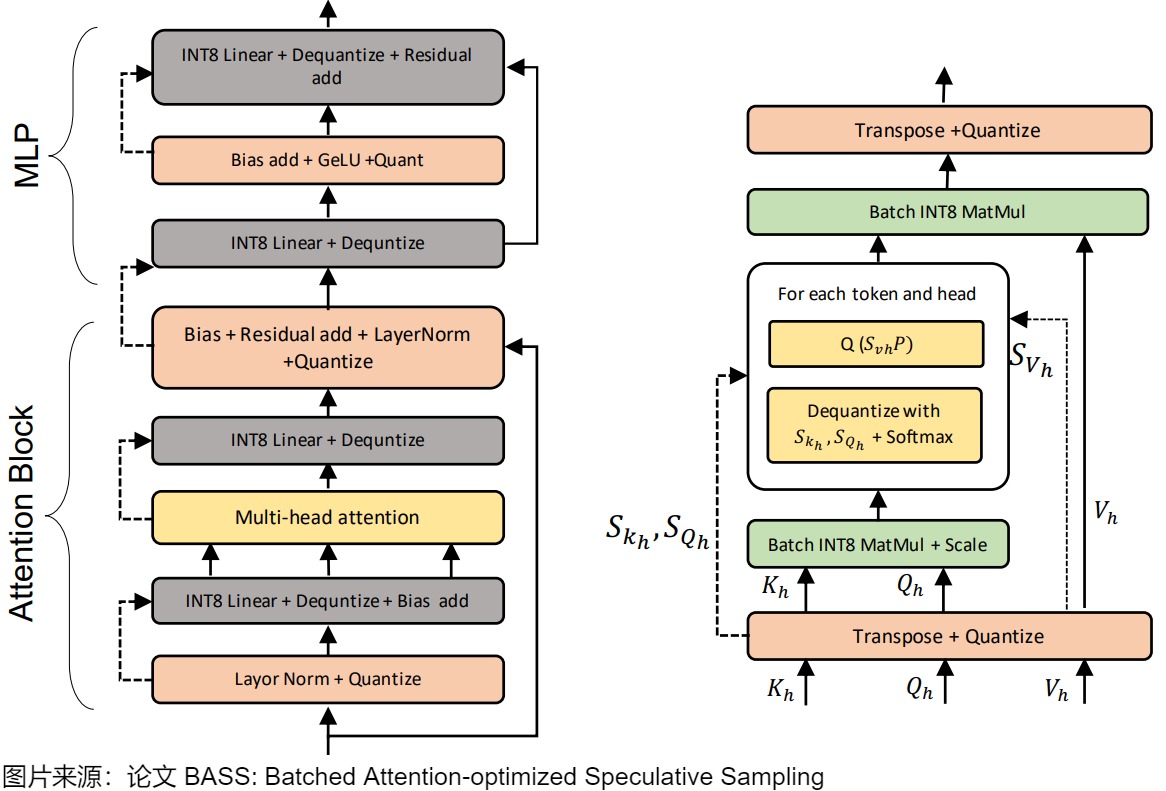 MLP
INT8 Linear + Dequantize + Residual
add
Bias add + GeLU +Quant
INT8 Linear + Dequntize
Attention Block
Bias + Residual add + LayerNorm
+Quantize
INT8 Linear + Dequntize
Multi-head attention
INT8 Linear + Dequntize + Bias add
Layor Norm + Quantize
Transpose +Quantize
Batch INT8 MatMul
For each token and head
Q (S_{vh}P)
Dequantize with
S_{k_h}, S_{Q_h} + Softmax
S_{V_h}
S_{k_h}, S_{Q_h}
V_h
Batch INT8 MatMul + Scale
K_h Q_h
Transpose + Quantize
K_h Q_h V_h
图片来源：论文 BASS: Batched Attention-optimized Speculative Sampling